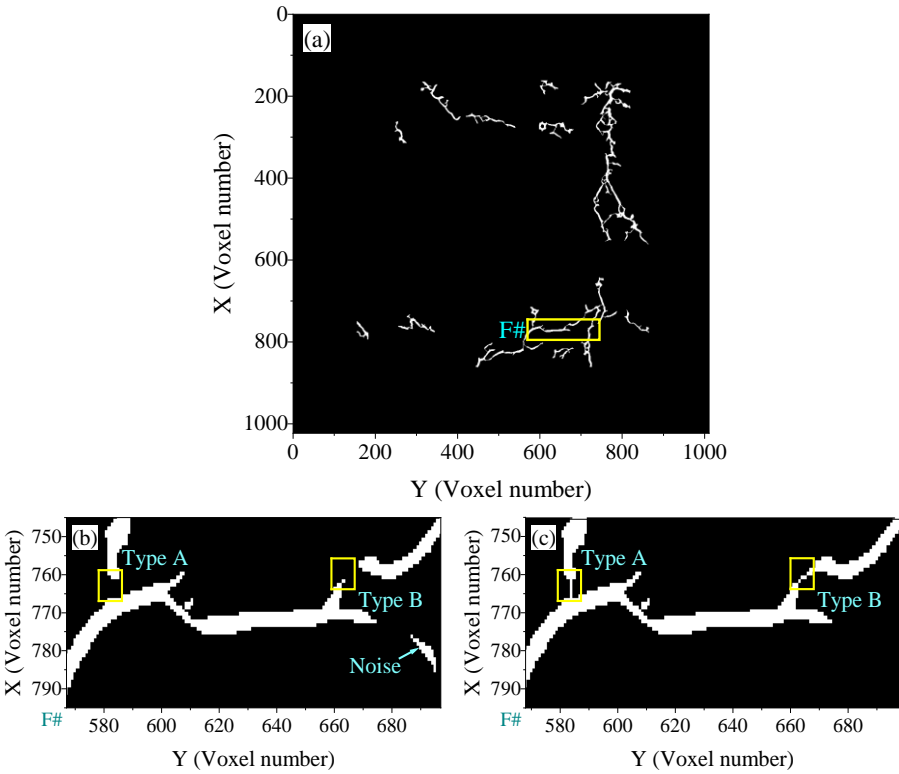 0
(a)
200
400
X (Voxel number)
600
F#
800
1000
0 200 400 600 800 1000
Y (Voxel number)
(b)
750
Type A
760
X (Voxel number)
770
Type B
780
Noise
790
F#
580 600 620 640 660 680
Y (Voxel number)
(c)
750
Type A
760
X (Voxel number)
770
Type B
780
790
F#
580 600 620 640 660 680
Y (Voxel number)